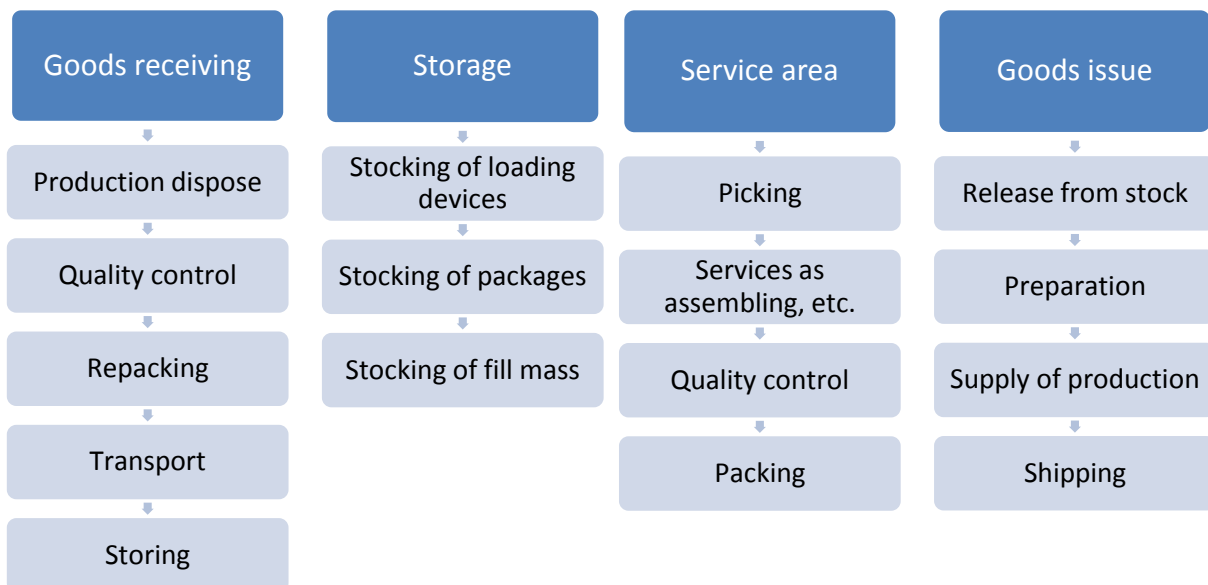 Goods receiving
Production dispose
Quality control
Repacking
Transport
Storing
Storage
Stocking of loading
devices
Stocking of packages
Stocking of fill mass
Service area
Picking
Services as
assembling, etc.
Quality control
Packing
Goods issue
Release from stock
Preparation
Supply of production
Shipping